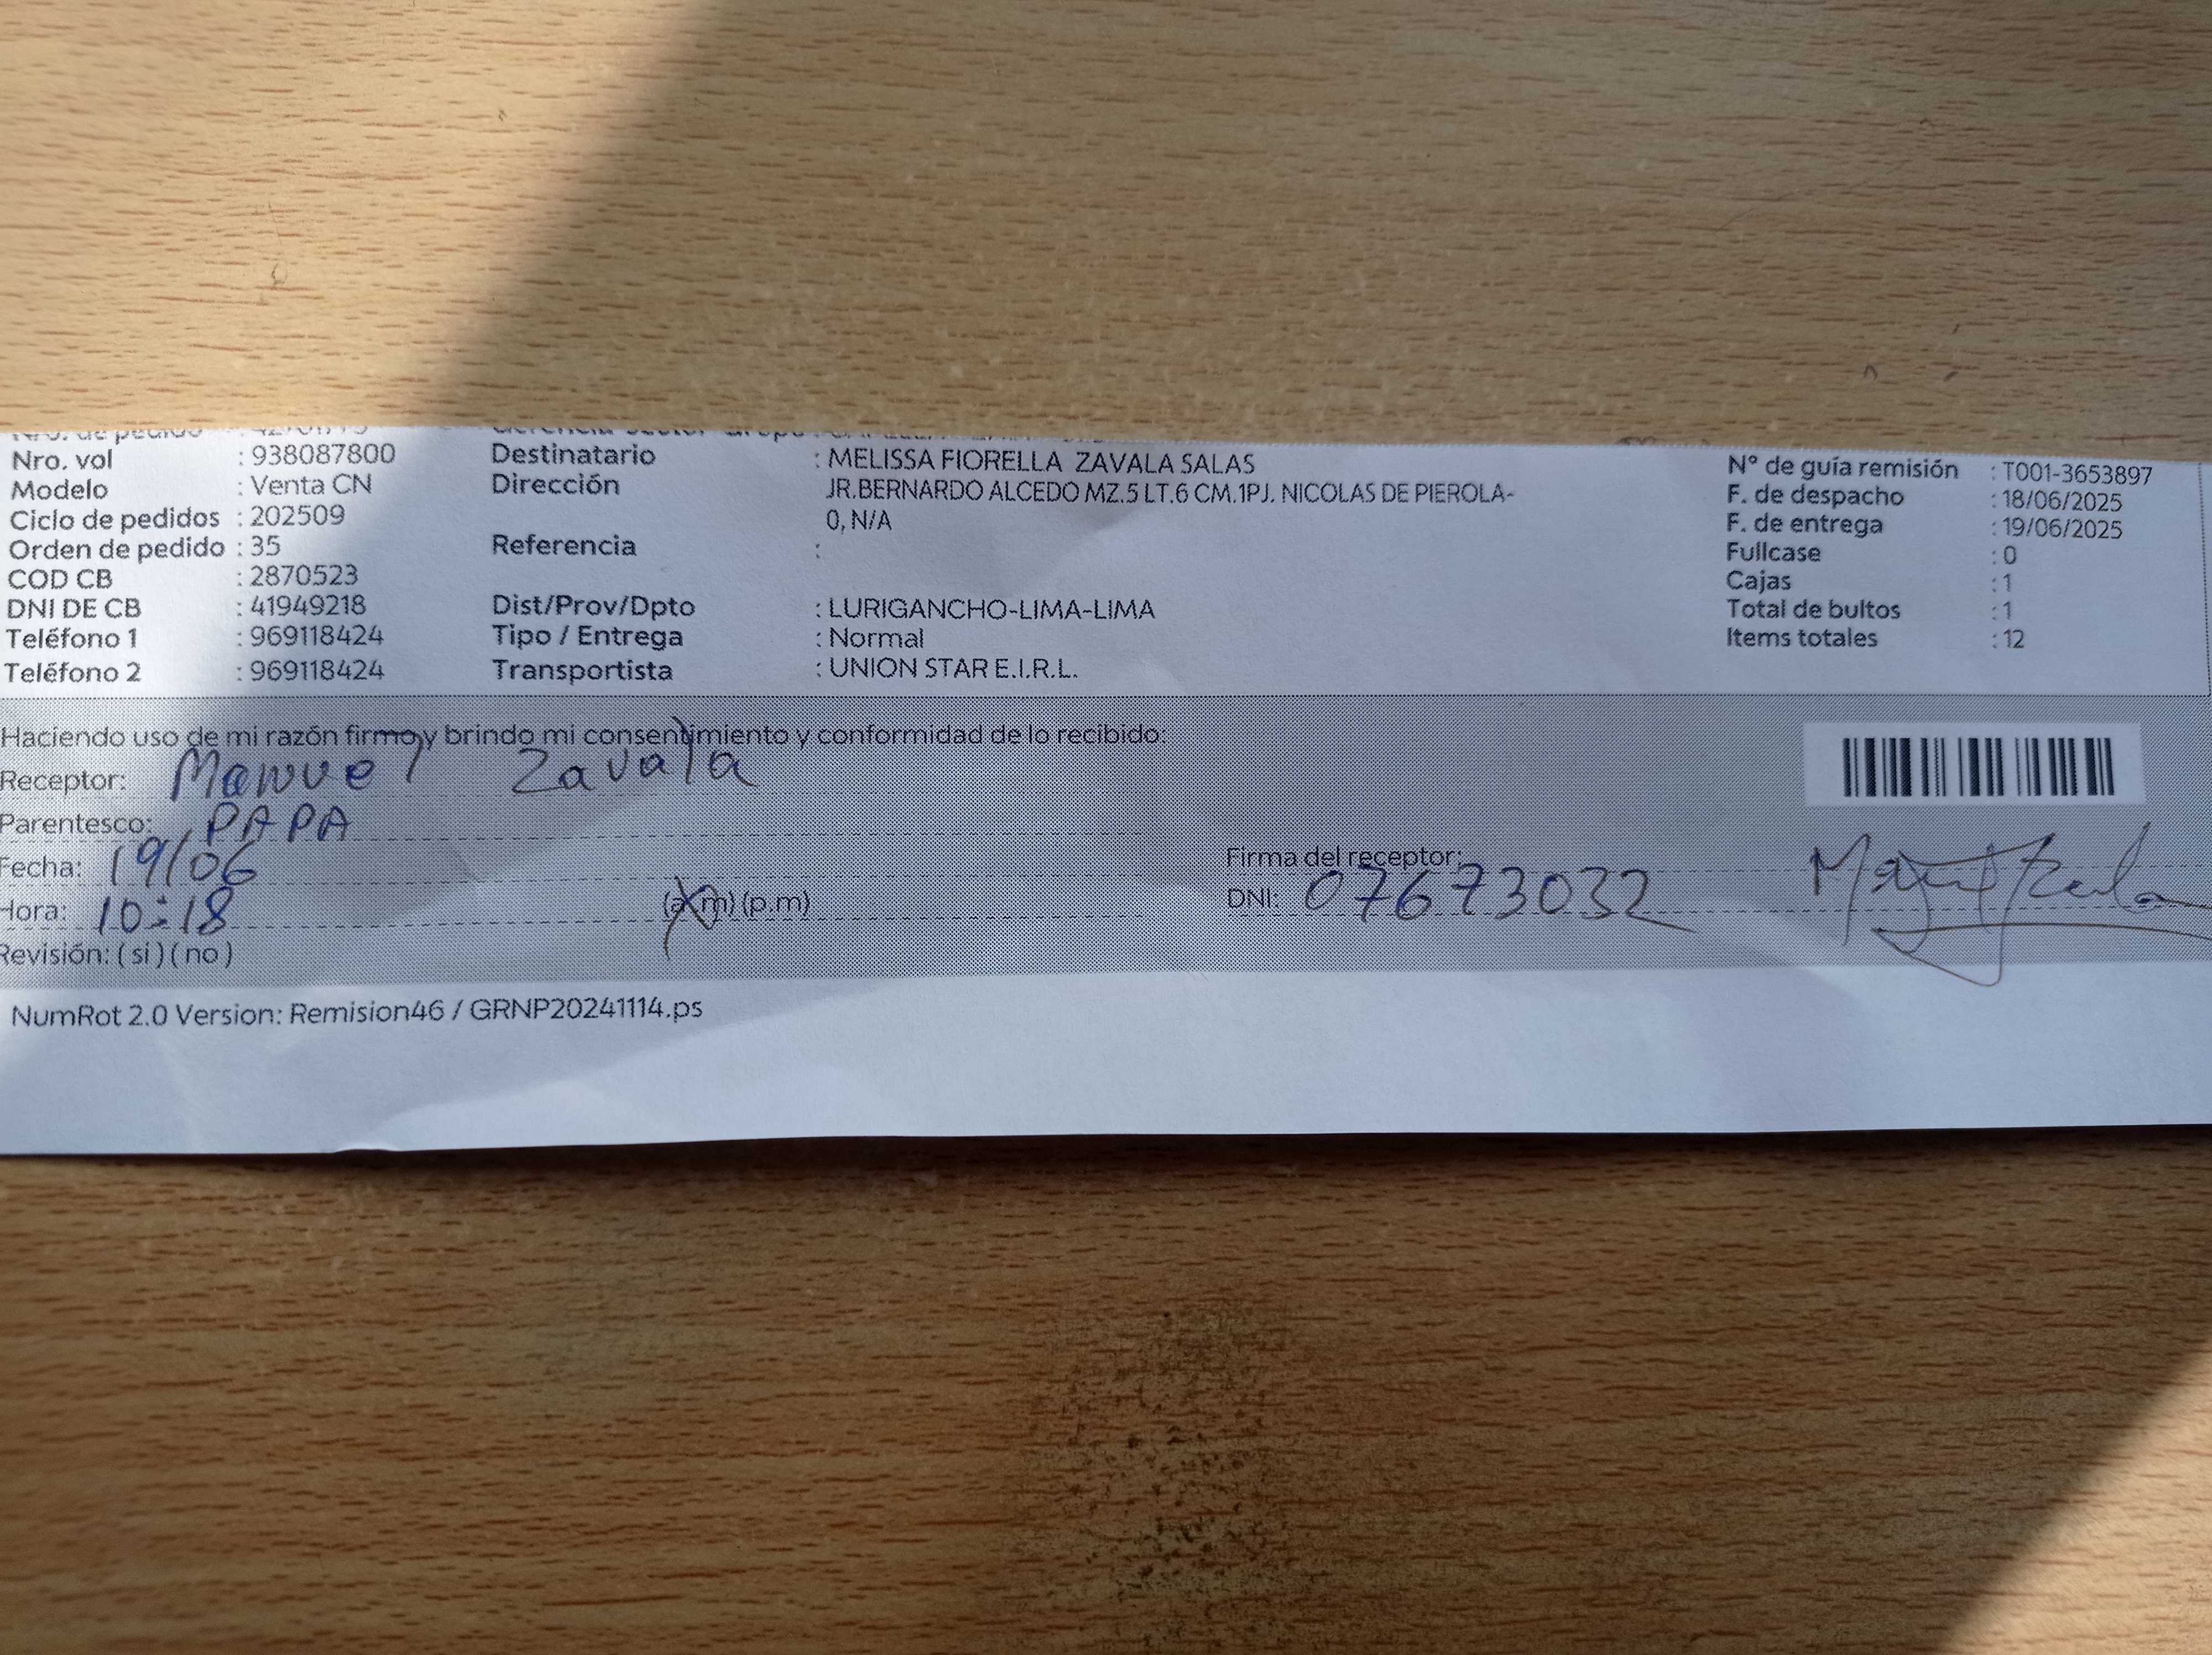 Nro. vol : 938087800
Modelo : Venta CN
Ciclo de pedidos : 202509
Orden de pedido : 35
COD CB : 2870523
DNI DE CB : 41949218
Teléfono 1 : 969118424
Teléfono 2 : 969118424
Destinatario : MELISSA FIORELLA ZAVALA SALAS
Dirección JR.BERNARDO ALCEDO MZ.5 LT.6 CM.1PJ. NICOLAS DE PIEROLA-
0, N/A
Referencia :
Dist/Prov/Dpto : LURIGANCHO-LIMA-LIMA
Tipo / Entrega : Normal
Transportista : UNION STAR E.I.R.L.
N° de guía remisión : T001-3653897
F. de despacho : 18/06/2025
F. de entrega : 19/06/2025
Fullcase : 0
Cajas : 1
Total de bultos : 1
Items totales : 12
Haciendo uso de mi razón firmo y brindo mi consentimiento y conformidad de lo recibido:
Receptor: Manuel Zavala
Parentesco: PAPA
Fecha: 19/06
Hora: 10:18 (a.m) (p.m)
Revisión: ( si ) ( no )
Firma del receptor:
DNI: 07673032
NumRot 2.0 Version: Remision46 / GRNP20241114.ps